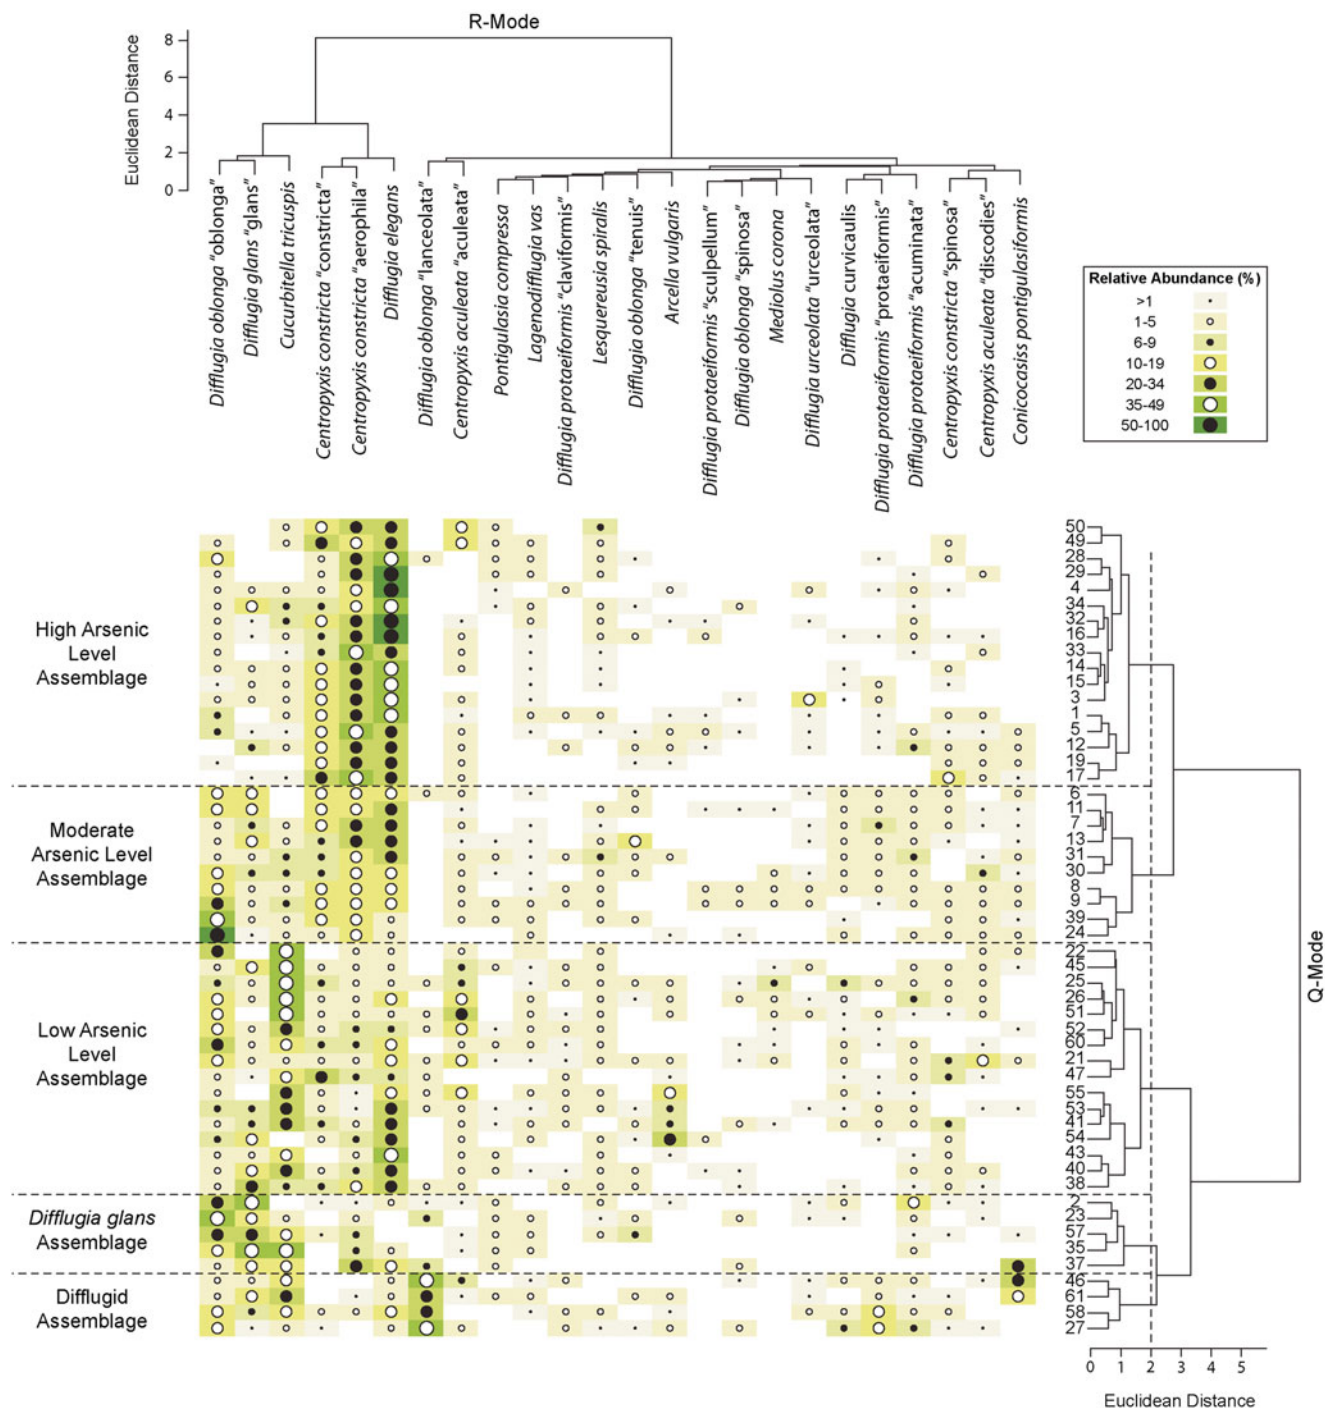 R-Mode
Euclidean Distance
8
6
4
2
0
Difflugia oblonga "oblonga"
Difflugia glans "glans"
Cucurbitella tricuspis
Centropyxis constricta "constricta"
Centropyxis constricta "aerophila"
Difflugia elegans
Difflugia oblonga "lanceolata"
Centropyxis aculeata "aculeata"
Pontigulasia compressa
Lagenodifflugia vas
Difflugia protaeiformis "claviformis"
Lesquereusia spiralis
Difflugia oblonga "tenuis"
Arcella vulgaris
Difflugia protaeiformis "sculpellum"
Difflugia oblonga "spinosa"
Mediolus corona
Difflugia urceolata "urceolata"
Difflugia curvicaulis
Difflugia protaeiformis "protaeiformis"
Difflugia protaeiformis "acuminata"
Centropyxis constricta "spinosa"
Centropyxis aculeata "discodies"
Conicocasiss pontigulasiformis
Relative Abundance (%)
>1
1-5
6-9
10-19
20-34
35-49
50-100
High Arsenic
Level
Assemblage
Moderate
Arsenic Level
Assemblage
Low Arsenic
Level
Assemblage
Difflugia glans
Assemblage
Difflugid
Assemblage
50
49
28
29
4
34
32
16
33
14
15
3
1
5
12
19
17
6
11
7
13
31
30
8
9
39
24
22
45
25
26
51
52
60
21
47
55
53
41
54
43
40
38
2
23
57
35
37
46
61
58
27
Q-Mode
0 1 2 3 4 5
Euclidean Distance